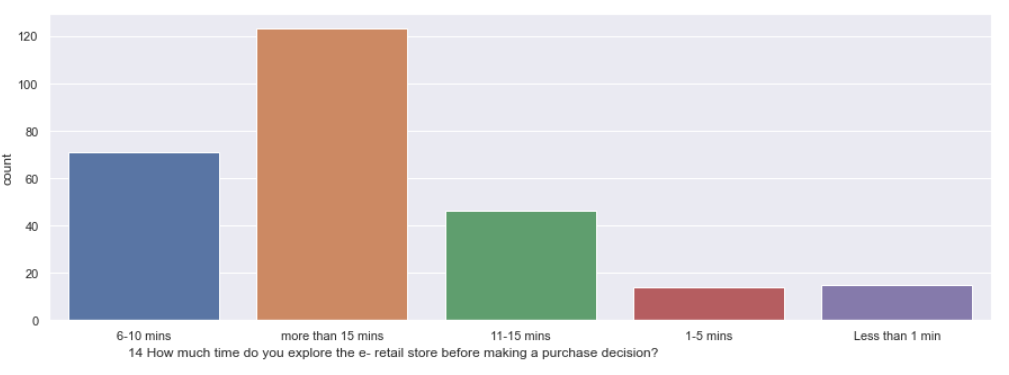 120
100
80
60
40
20
0
count
6-10 mins more than 15 mins 11-15 mins 1-5 mins Less than 1 min
14 How much time do you explore the e- retail store before making a purchase decision?